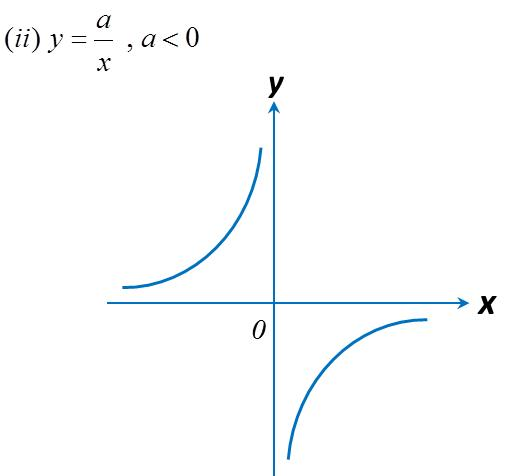 (ii) y = a/x , a < 0
y
x
0